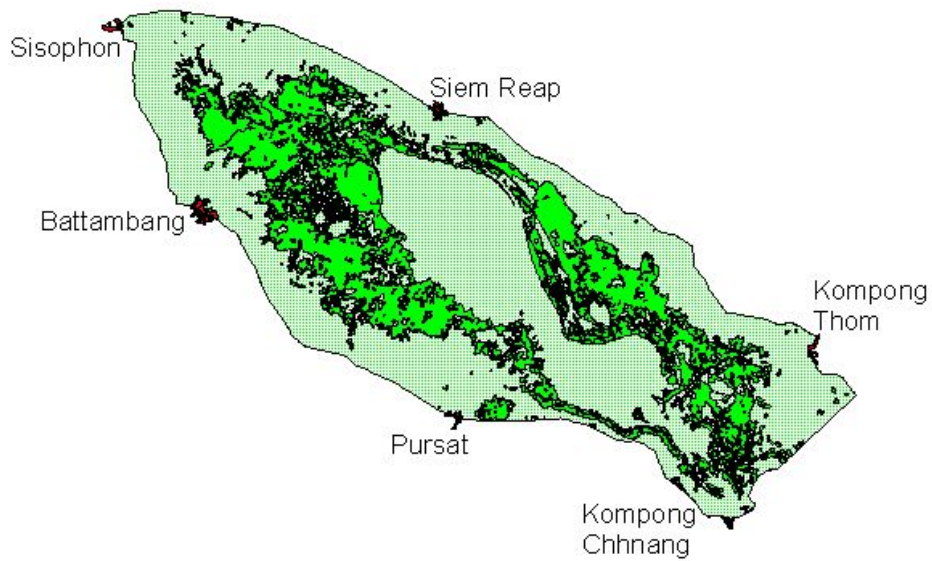 Sisophon
Siem Reap
Battambang
Kompong
Thom
Pursat
Kompong
Chhnang